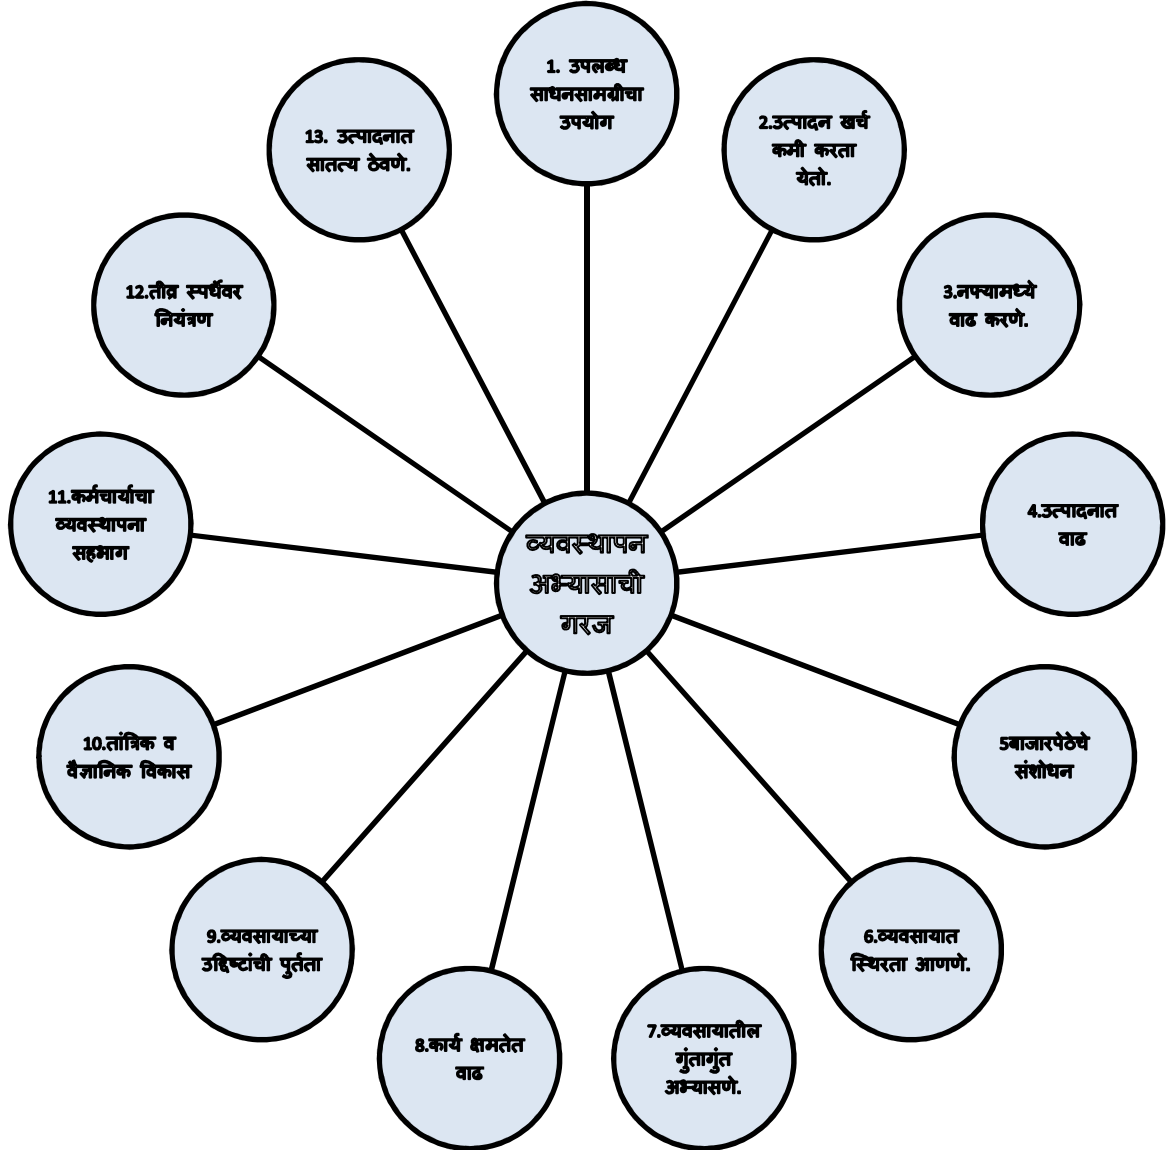 1. उपलब्ध
साधनसामग्रीचा
उपयोग
2.उत्पादन खर्च
कमी करता
येतो.
3.नफ्यामध्ये
वाढ करणे.
4.उत्पादनात
वाढ
5बाजारपेठेचे
संशोधन
6.व्यवसायात
स्थिरता आणणे.
7.व्यवसायातील
गुंतागुंत
अभ्यासणे.
8.कार्य क्षमतेत
वाढ
9.व्यवसायाच्या
उद्दिष्टांची पुर्तता
10.तांत्रिक व
वैज्ञानिक विकास
11.कर्मचार्याचा
व्यवस्थापना
सहभाग
12.तीव्र स्पर्धेवर
नियंत्रण
13. उत्पादनात
सातत्य ठेवणे.
व्यवस्थापन
अभ्यासाची
गरज